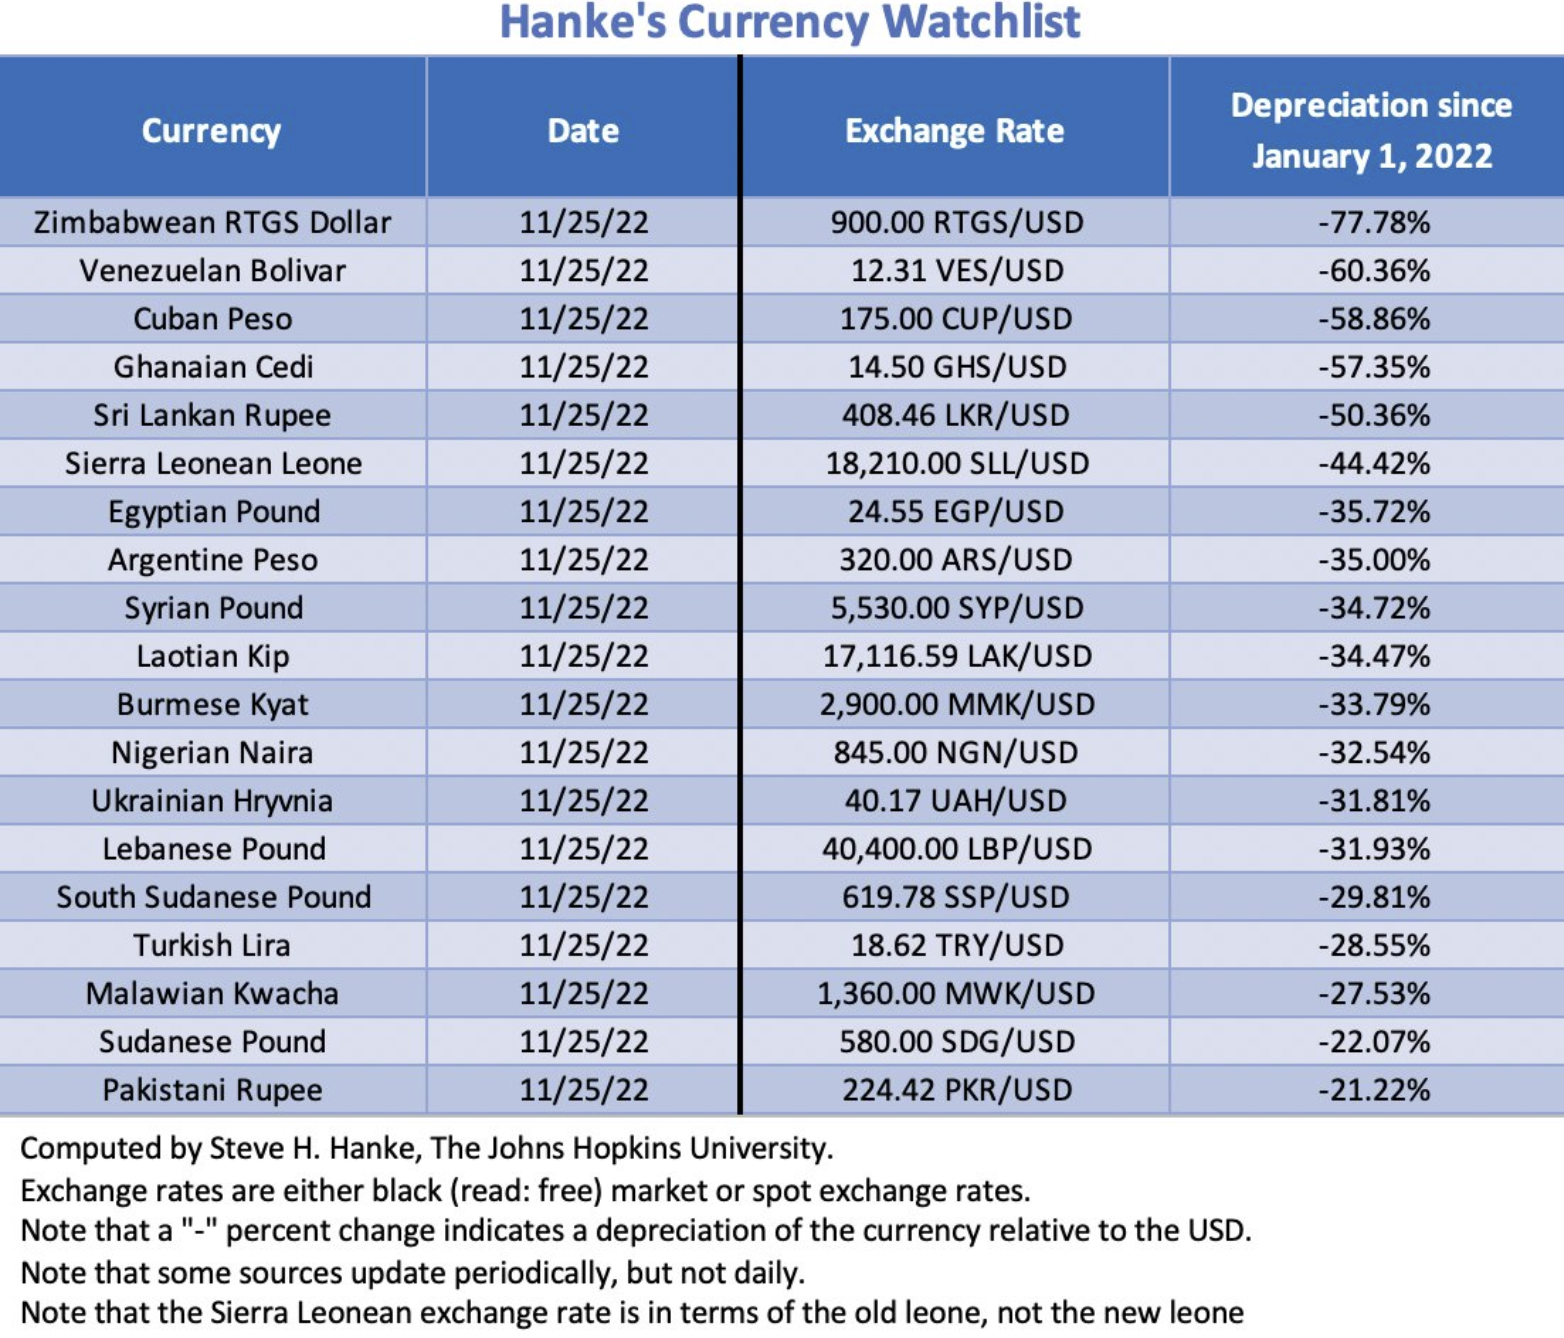 Hanke's Currency Watchlist
Currency Date Exchange Rate Depreciation since January 1, 2022
Zimbabwean RTGS Dollar 11/25/22 900.00 RTGS/USD -77.78%
Venezuelan Bolivar 11/25/22 12.31 VES/USD -60.36%
Cuban Peso 11/25/22 175.00 CUP/USD -58.86%
Ghanaian Cedi 11/25/22 14.50 GHS/USD -57.35%
Sri Lankan Rupee 11/25/22 408.46 LKR/USD -50.36%
Sierra Leonean Leone 11/25/22 18,210.00 SLL/USD -44.42%
Egyptian Pound 11/25/22 24.55 EGP/USD -35.72%
Argentine Peso 11/25/22 320.00 ARS/USD -35.00%
Syrian Pound 11/25/22 5,530.00 SYP/USD -34.72%
Laotian Kip 11/25/22 17,116.59 LAK/USD -34.47%
Burmese Kyat 11/25/22 2,900.00 MMK/USD -33.79%
Nigerian Naira 11/25/22 845.00 NGN/USD -32.54%
Ukrainian Hryvnia 11/25/22 40.17 UAH/USD -31.81%
Lebanese Pound 11/25/22 40,400.00 LBP/USD -31.93%
South Sudanese Pound 11/25/22 619.78 SSP/USD -29.81%
Turkish Lira 11/25/22 18.62 TRY/USD -28.55%
Malawian Kwacha 11/25/22 1,360.00 MWK/USD -27.53%
Sudanese Pound 11/25/22 580.00 SDG/USD -22.07%
Pakistani Rupee 11/25/22 224.42 PKR/USD -21.22%
Computed by Steve H. Hanke, The Johns Hopkins University.
Exchange rates are either black (read: free) market or spot exchange rates.
Note that a "-" percent change indicates a depreciation of the currency relative to the USD.
Note that some sources update periodically, but not daily.
Note that the Sierra Leonean exchange rate is in terms of the old leone, not the new leone